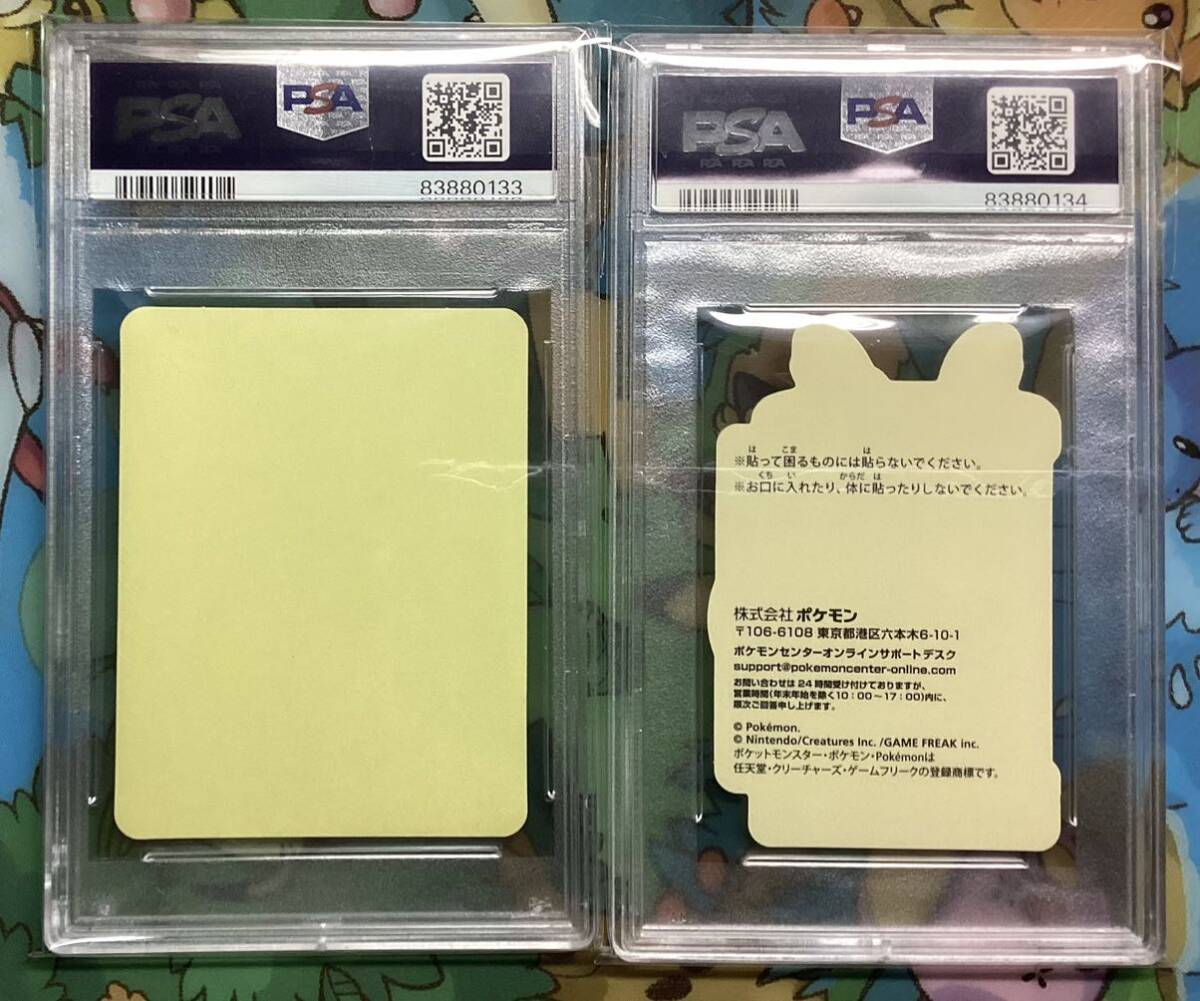 PSA
PSA
83880133
PSA
PSA
PSA PSA PSA
83880134
※貼って困るものには貼らないでください。
※お口に入れたり、体に貼ったりしないでください。
株式会社 ポケモン
〒106-6108 東京都港区六本木6-10-1
ポケモンセンターオンラインサポートデスク
support@pokemoncenter-online.com
お問い合わせは24時間受け付けておりますが、
営業時間(年末年始を除く10:00〜17:00)内に、
順次ご回答申し上げます。
© Pokémon.
© Nintendo/Creatures Inc. /GAME FREAK inc.
ポケットモンスター・ポケモン・Pokémonは
任天堂・クリーチャーズ・ゲームフリークの登録商標です。